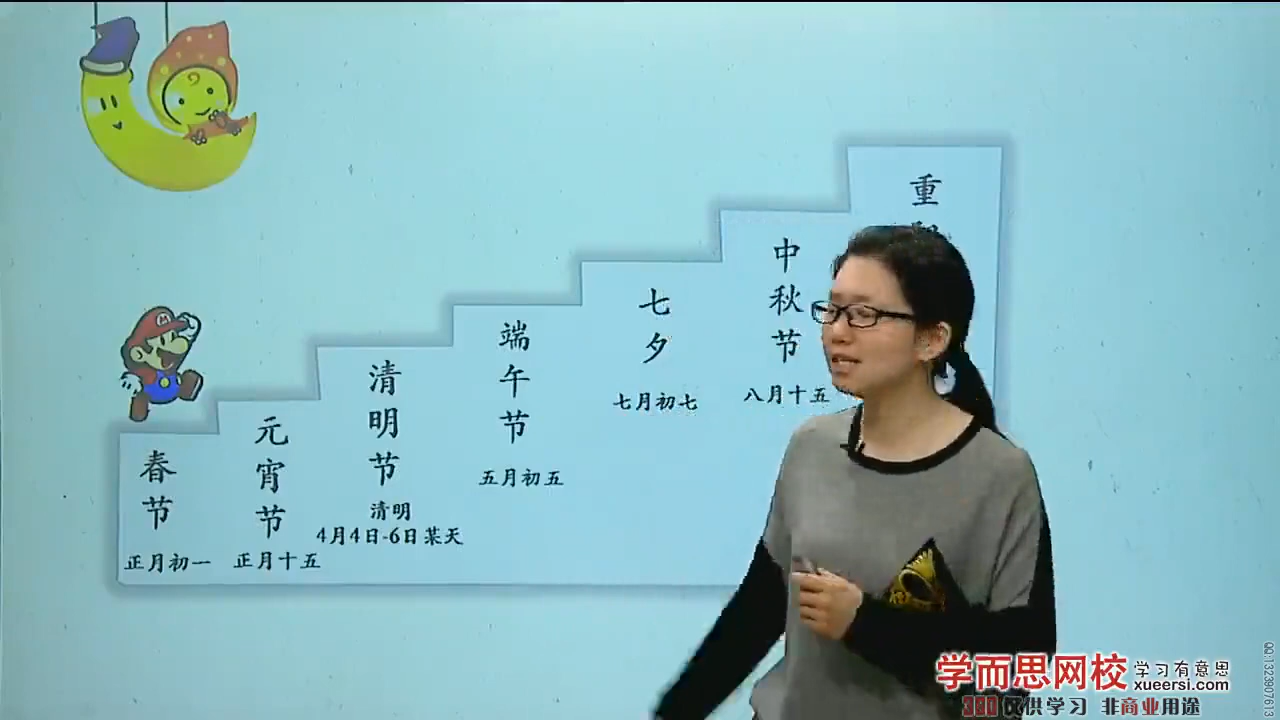 春节
正月初一
元宵节
正月十五
清明节
清明
4月4日-6日某天
端午节
五月初五
七夕
七月初七
中秋节
八月十五
重
学而思网校
学习有意思
xueersi.com
仅供学习 非商业用途
QQ:1323907613